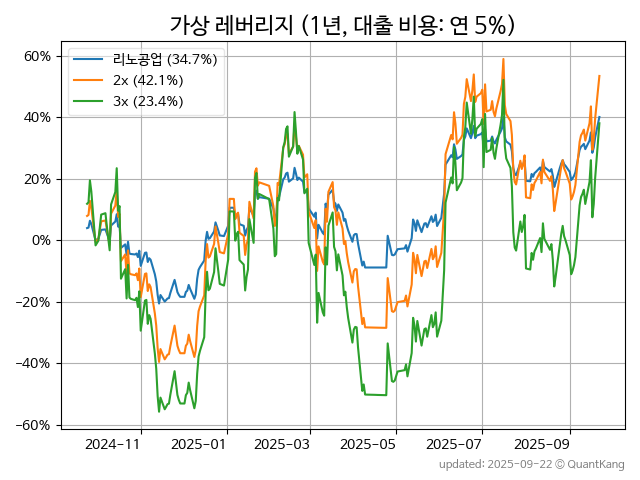 가상 레버리지 (1년, 대출 비용: 연 5%)
리노공업 (34.7%)
2x (42.1%)
3x (23.4%)
60%
40%
20%
0%
−20%
−40%
−60%
2024-11
2025-01
2025-03
2025-05
2025-07
2025-09
updated: 2025-09-22 © QuantKang